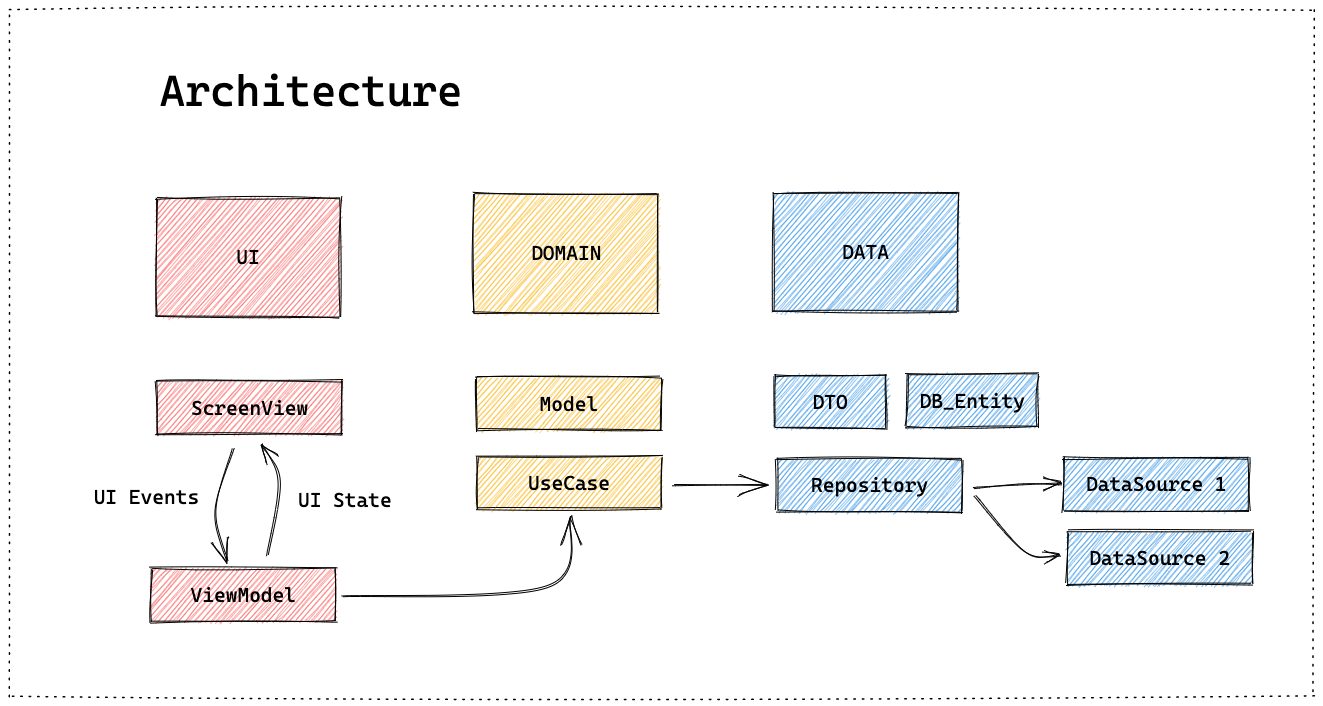 Architecture
UI
DOMAIN
DATA
ScreenView
Model
DTO
DB_Entity
UI Events
UI State
UseCase
Repository
DataSource 1
DataSource 2
ViewModel